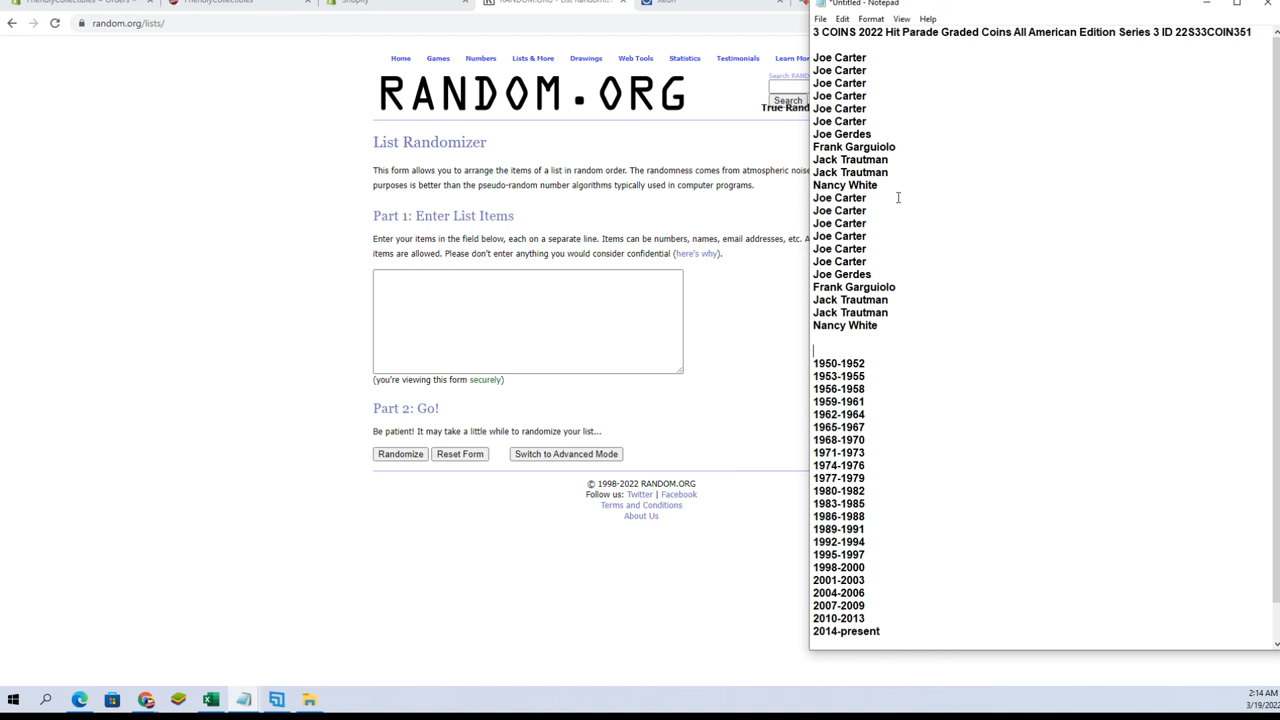 *Untitled - Notepad
random.org/lists/
File Edit Format View Help
3 COINS 2022 Hit Parade Graded Coins All American Edition Series 3 ID 22S33COIN351
Home Games Numbers Lists & More Drawings Web Tools Statistics Testimonials Learn Mor
Search RAND
RANDOM.ORG
Search
True Rand
List Randomizer
This form allows you to arrange the items of a list in random order. The randomness comes from atmospheric noise
purposes is better than the pseudo-random number algorithms typically used in computer programs.
Part 1: Enter List Items
Enter your items in the field below, each on a separate line. Items can be numbers, names, email addresses, etc. A
items are allowed. Please don't enter anything you would consider confidential (here's why).
(you're viewing this form securely)
Part 2: Go!
Be patient! It may take a little while to randomize your list...
Randomize Reset Form Switch to Advanced Mode
© 1998-2022 RANDOM.ORG
Follow us: Twitter | Facebook
Terms and Conditions
About Us
Joe Carter
Joe Carter
Joe Carter
Joe Carter
Joe Carter
Joe Carter
Joe Gerdes
Frank Garguiolo
Jack Trautman
Jack Trautman
Nancy White
Joe Carter
Joe Carter
Joe Carter
Joe Carter
Joe Carter
Joe Carter
Joe Gerdes
Frank Garguiolo
Jack Trautman
Jack Trautman
Nancy White
1950-1952
1953-1955
1956-1958
1959-1961
1962-1964
1965-1967
1968-1970
1971-1973
1974-1976
1977-1979
1980-1982
1983-1985
1986-1988
1989-1991
1992-1994
1995-1997
1998-2000
2001-2003
2004-2006
2007-2009
2010-2013
2014-present
2:14 AM
3/19/2022